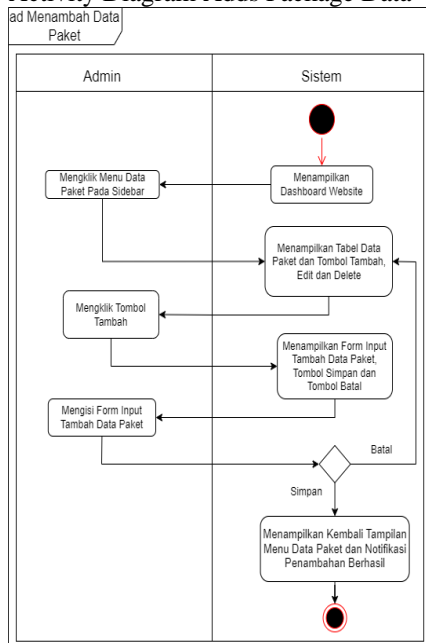 Activity Diagram Adds Package Data
ad Menambah Data
Paket
Admin
Sistem
Menampilkan
Dashboard Website
Mengklik Menu Data
Paket Pada Sidebar
Menampilkan Tabel Data
Paket dan Tombol Tambah,
Edit dan Delete
Mengklik Tombol
Tambah
Menampilkan Form Input
Tambah Data Paket,
Tombol Simpan dan
Tombol Batal
Mengisi Form Input
Tambah Data Paket
Batal
Simpan
Menampilkan Kembali Tampilan
Menu Data Paket dan Notifikasi
Penambahan Berhasil